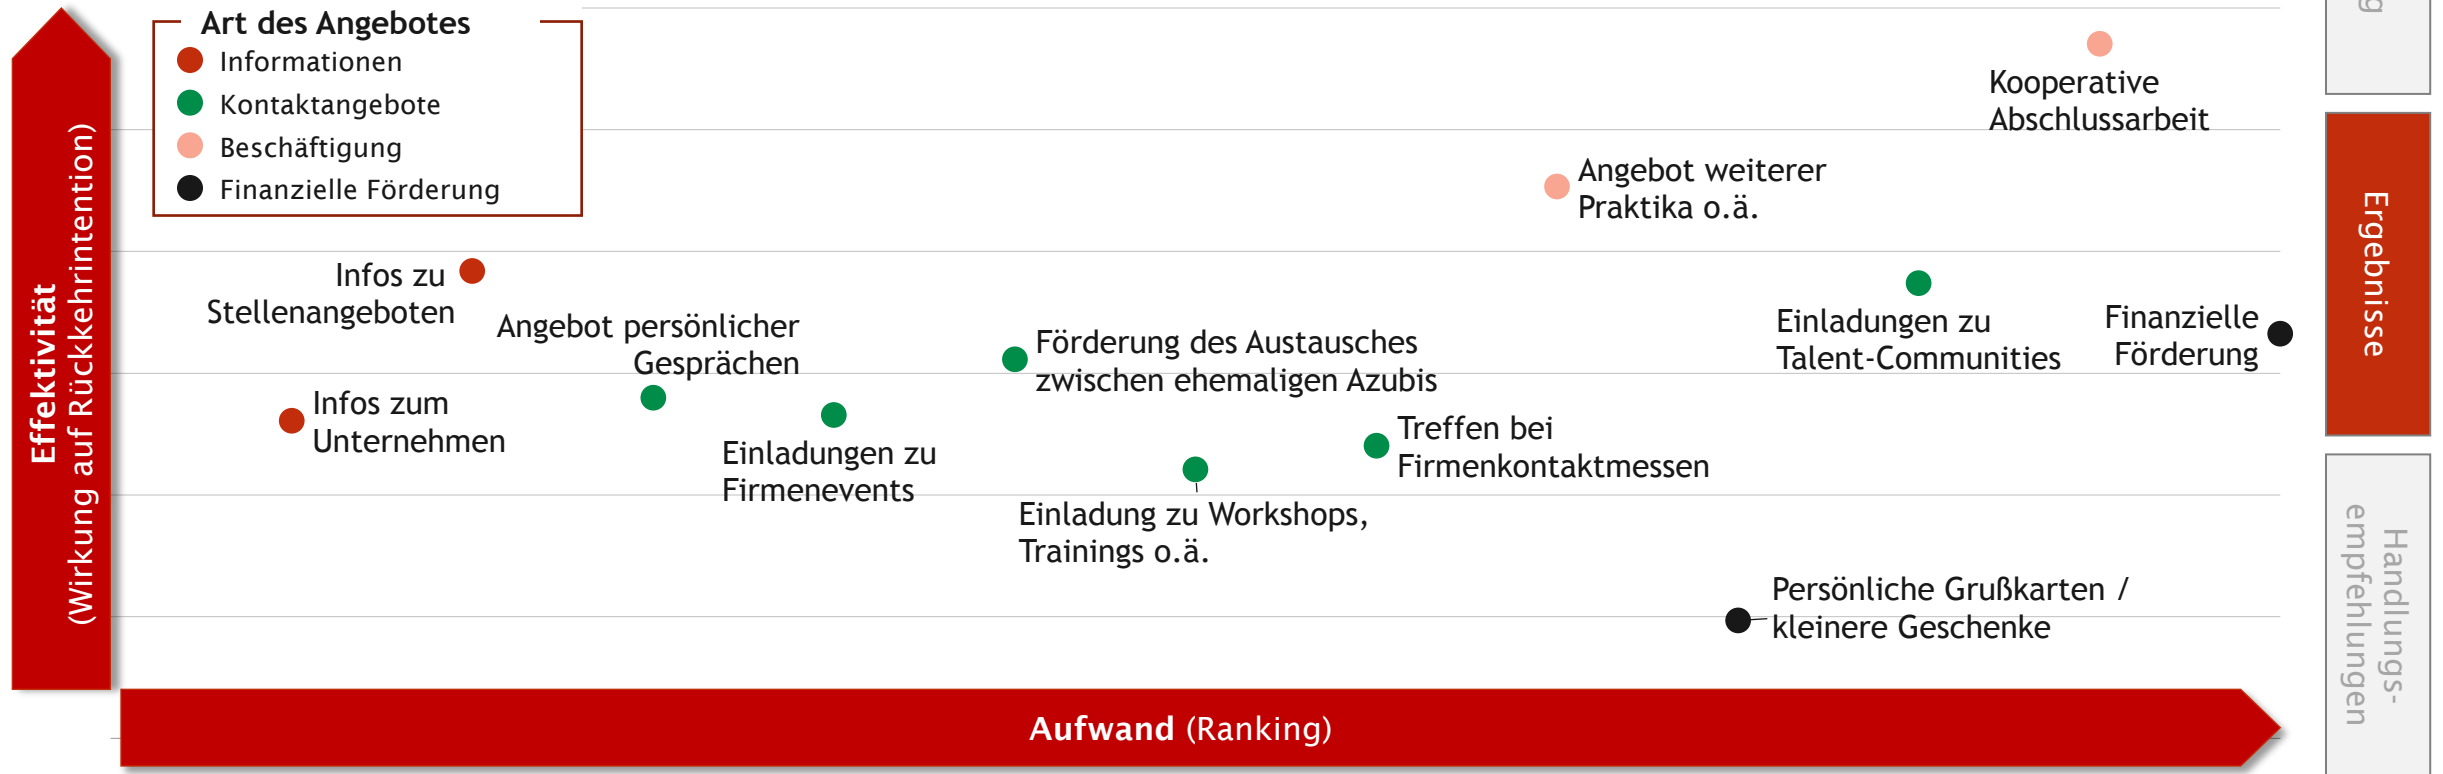 Art des Angebotes
Informationen
Kontaktangebote
Beschäftigung
Finanzielle Förderung
Effektivität
(Wirkung auf Rückkehrintention)
Kooperative
Abschlussarbeit
Angebot weiterer
Praktika o.ä.
Infos zu
Stellenangeboten
Angebot persönlicher
Gesprächen
Förderung des Austausches
zwischen ehemaligen Azubis
Einladungen zu
Talent-Communities
Finanzielle
Förderung
Infos zum
Unternehmen
Einladungen zu
Firmenevents
Treffen bei
Firmenkontaktmessen
Einladung zu Workshops,
Trainings o.ä.
Persönliche Grußkarten /
kleinere Geschenke
Aufwand (Ranking)
g
Ergebnisse
Handlungs-
empfehlungen